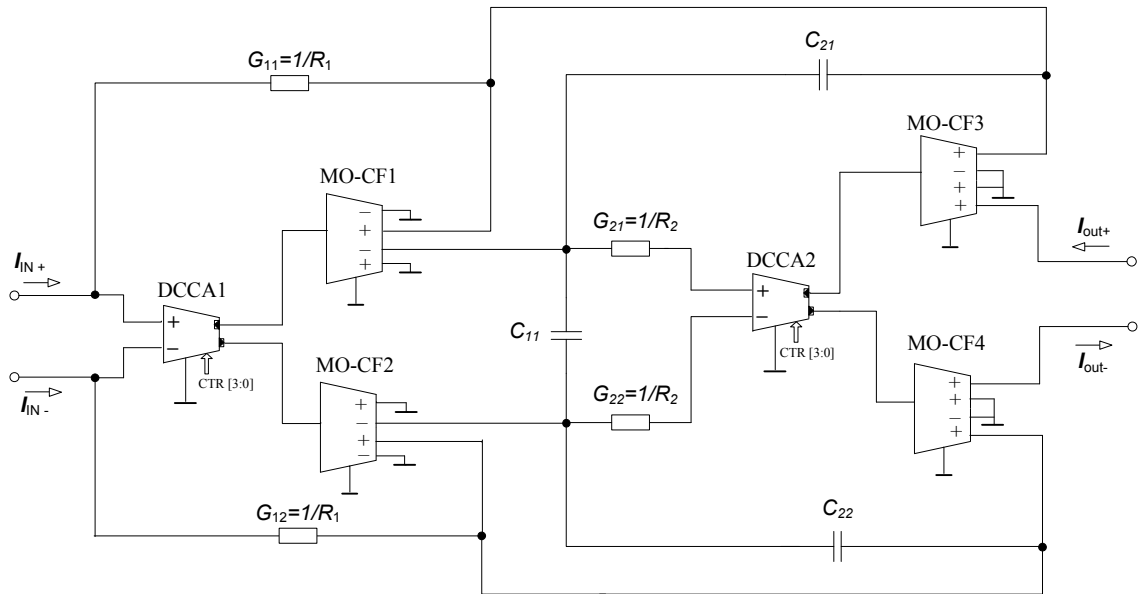 C21
G11=1/R1
MO-CF3
+
−
+
+
MO-CF1
−
+
−
+
G21=1/R2
Iout+
IIN +
DCCA1
DCCA2
+
−
+
−
C11
CTR [3:0]
CTR [3:0]
MO-CF2
MO-CF4
IIN -
Iout-
+
−
+
−
G22=1/R2
+
+
−
+
G12=1/R1
C22